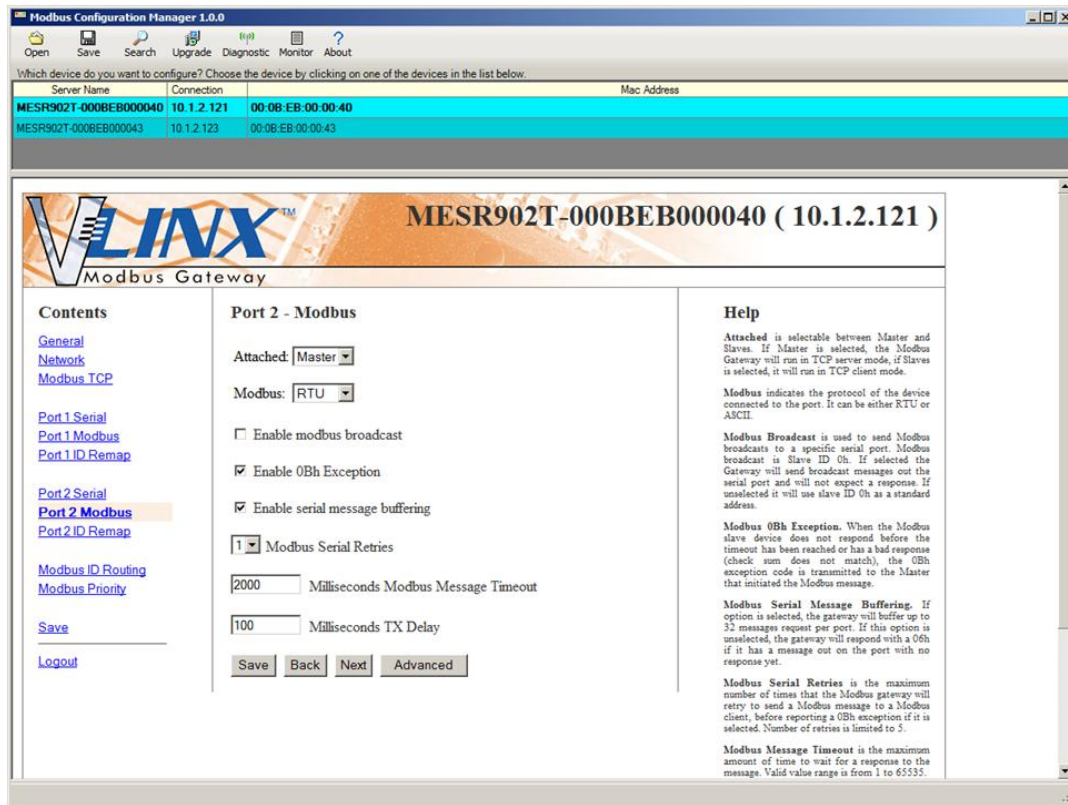 Modbus Configuration Manager 1.0.0
Open Save Search Upgrade Diagnostic Monitor About
Which device do you want to configure? Choose the device by clicking on one of the devices in the list below.
Server Name Connection Mac Address
MESR902T-000BEB000040 10.1.2.121 00:0B:EB:00:00:40
MESR902T-000BEB000043 10.1.2.123 00:0B:EB:00:00:43
VLINX™
Modbus Gateway
MESR902T-000BEB000040 ( 10.1.2.121 )
Contents
General
Network
Modbus TCP
Port 1 Serial
Port 1 Modbus
Port 1 ID Remap
Port 2 Serial
Port 2 Modbus
Port 2 ID Remap
Modbus ID Routing
Modbus Priority
Save
Logout
Port 2 - Modbus
Attached: Master
Modbus: RTU
Enable modbus broadcast
Enable 0Bh Exception
Enable serial message buffering
1 Modbus Serial Retries
2000 Milliseconds Modbus Message Timeout
100 Milliseconds TX Delay
Save Back Next Advanced
Help
Attached is selectable between Master and
Slaves. If Master is selected, the Modbus
Gateway will run in TCP server mode, if Slaves
is selected, it will run in TCP client mode.
Modbus indicates the protocol of the device
connected to the port. It can be either RTU or
ASCII.
Modbus Broadcast is used to send Modbus
broadcasts to a specific serial port. Modbus
broadcast is Slave ID 0h. If selected the
Gateway will send broadcast messages out the
serial port and will not expect a response. If
unselected it will use slave ID 0h as a standard
address.
Modbus 0Bh Exception. When the Modbus
slave device does not respond before the
timeout has been reached or has a bad response
(check sum does not match), the 0Bh
exception code is transmitted to the Master
that initiated the Modbus message.
Modbus Serial Message Buffering. If
option is selected, the gateway will buffer up to
32 messages request per port. If this option is
unselected, the gateway will respond with a 06h
if it has a message out on the port with no
response yet.
Modbus Serial Retries is the maximum
number of times that the Modbus gateway will
retry to send a Modbus message to a Modbus
client, before reporting a 0Bh exception if it is
selected. Number of retries is limited to 5.
Modbus Message Timeout is the maximum
amount of time to wait for a response to the
message. Valid value range is from 1 to 65535.